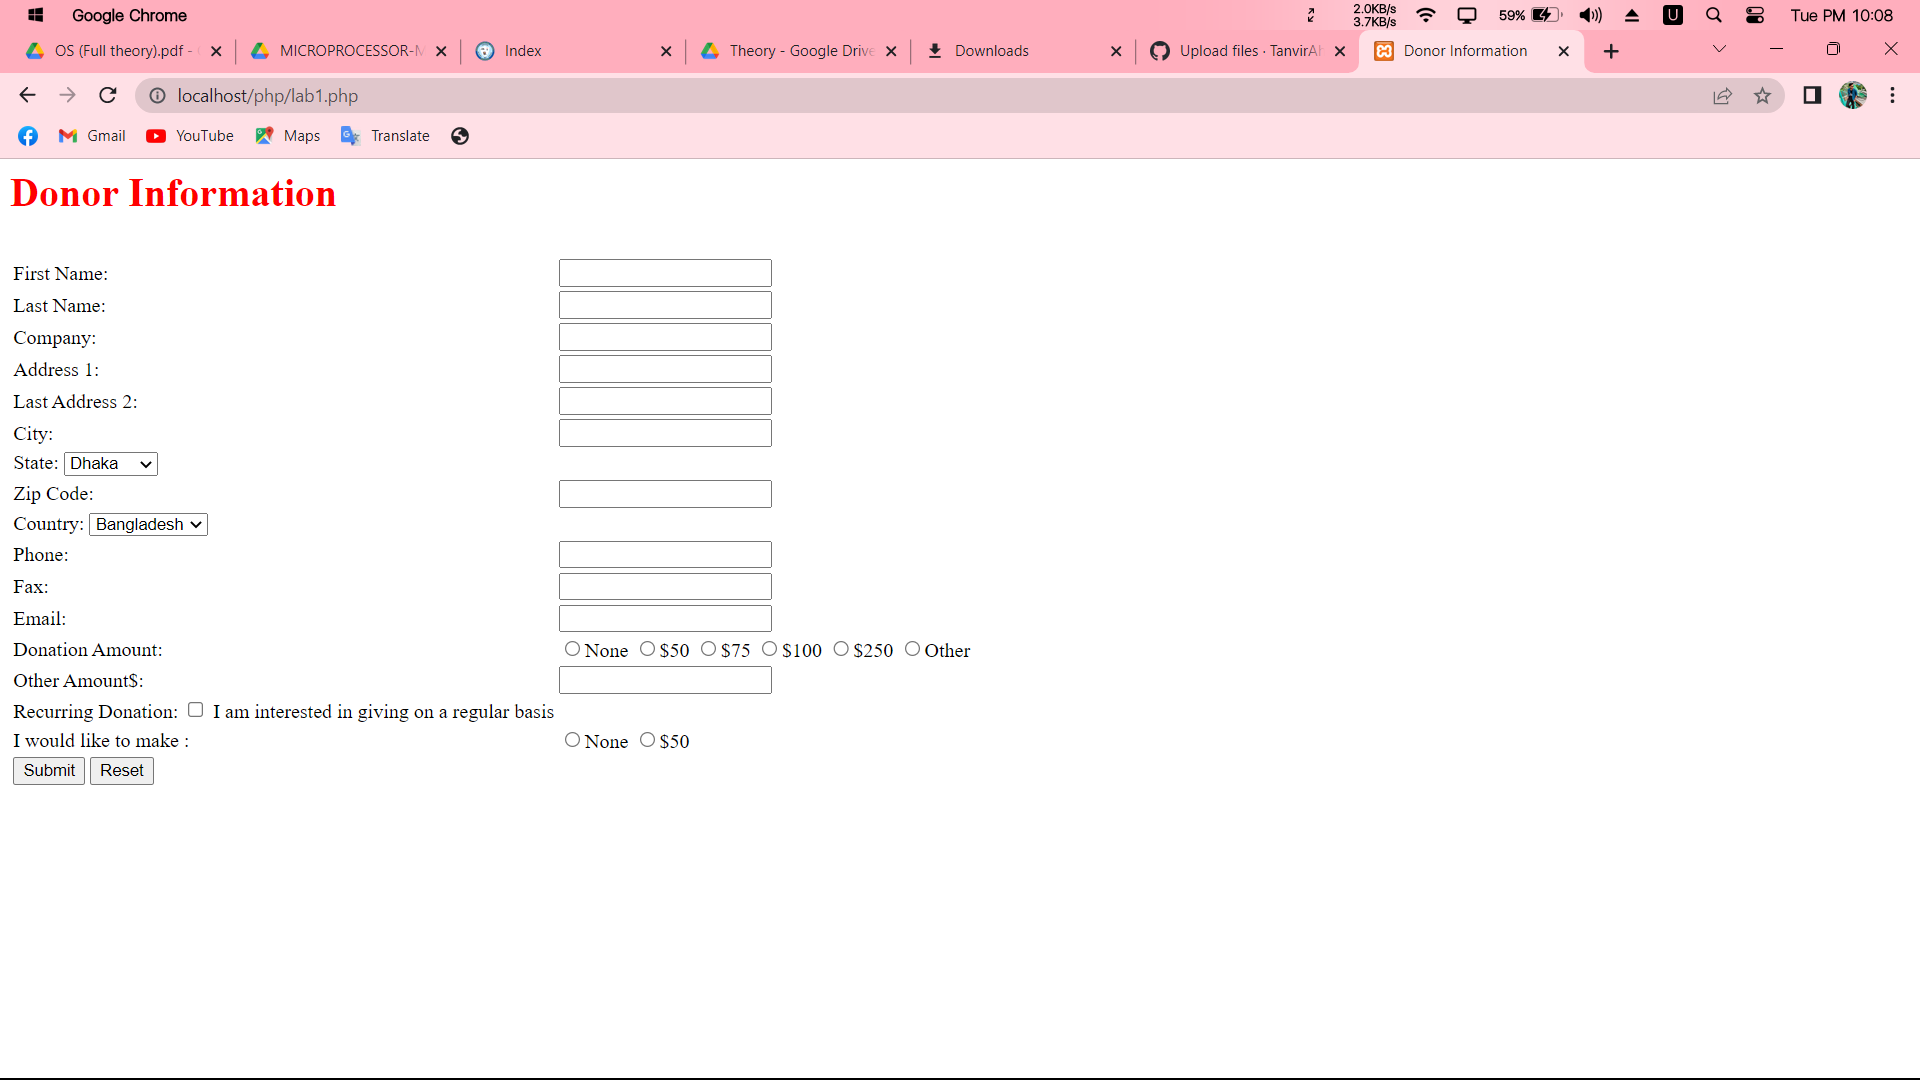 Google Chrome 2.0KB/s 3.7KB/s 59% U Tue PM 10:08
OS (Full theory).pdf - MICROPROCESSOR- Index Theory - Google Drive Downloads Upload files · TanvirA Donor Information
localhost/php/lab1.php
Gmail YouTube Maps Translate
Donor Information
First Name:
Last Name:
Company:
Address 1:
Last Address 2:
City:
State: Dhaka
Zip Code:
Country: Bangladesh
Phone:
Fax:
Email:
Donation Amount: None $50 $75 $100 $250 Other
Other Amount$:
Recurring Donation: I am interested in giving on a regular basis
I would like to make : None $50
Submit Reset